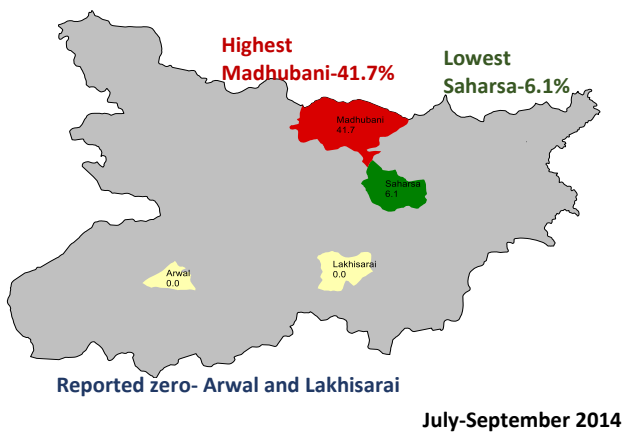 Highest
Madhubani-41.7%
Lowest
Saharsa-6.1%
Madhubani
41.7
Saharsa
6.1
Arwal
0.0
Lakhisarai
0.0
Reported zero- Arwal and Lakhisarai
July-September 2014